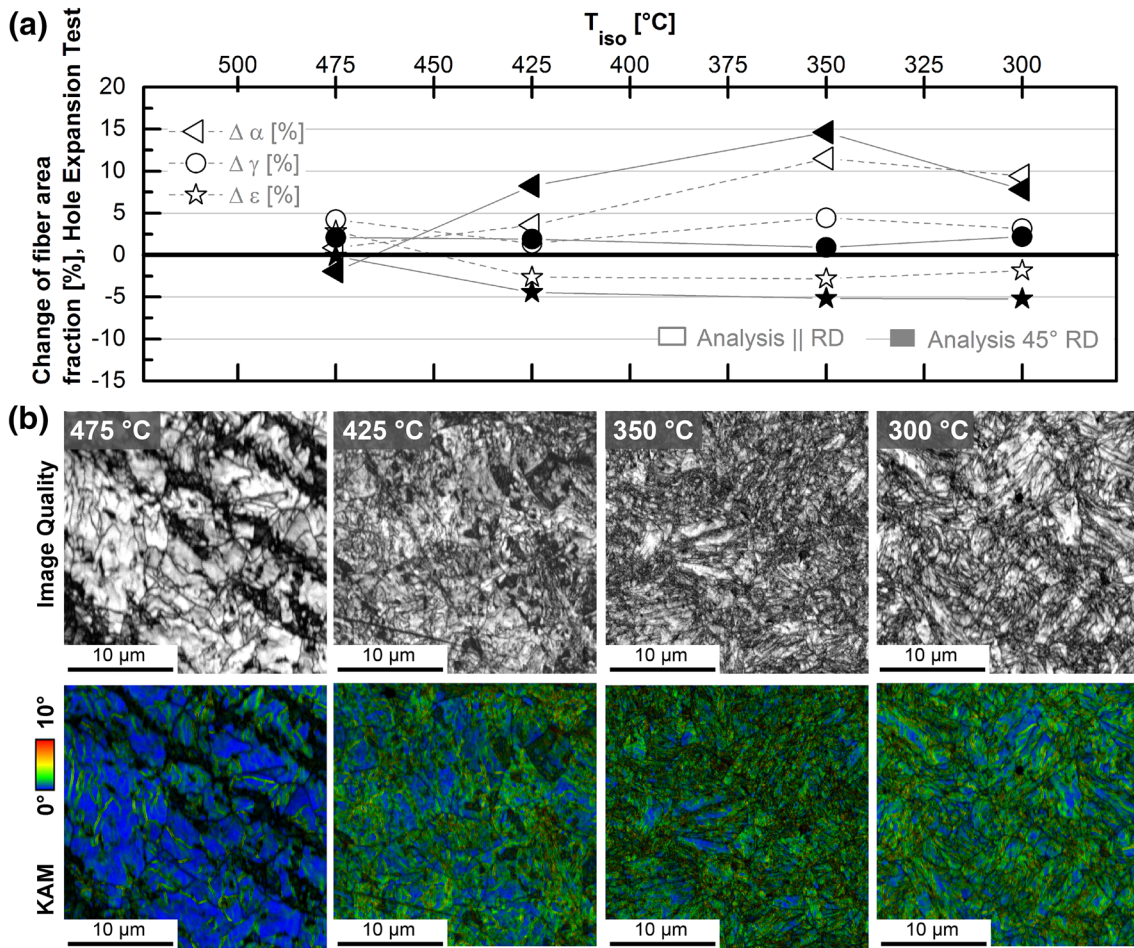 (a)
T iso [°C]
500 475 450 425 400 375 350 325 300
Change of fiber area
fraction [%], Hole Expansion Test
20
15
10
5
0
-5
-10
-15
Δ α [%]
Δ γ [%]
Δ ε [%]
Analysis || RD
Analysis 45° RD
(b)
475 °C
425 °C
350 °C
300 °C
Image Quality
10 µm
10 µm
10 µm
10 µm
0° 10°
KAM
10 µm
10 µm
10 µm
10 µm